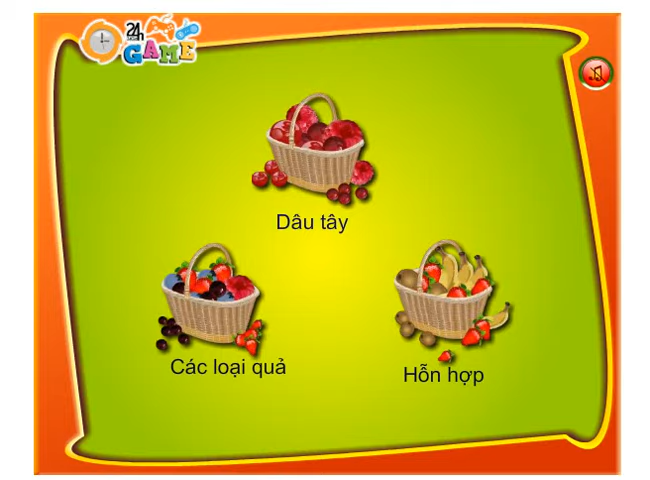 24h
GAME
Dâu tây
Các loại quả
Hỗn hợp